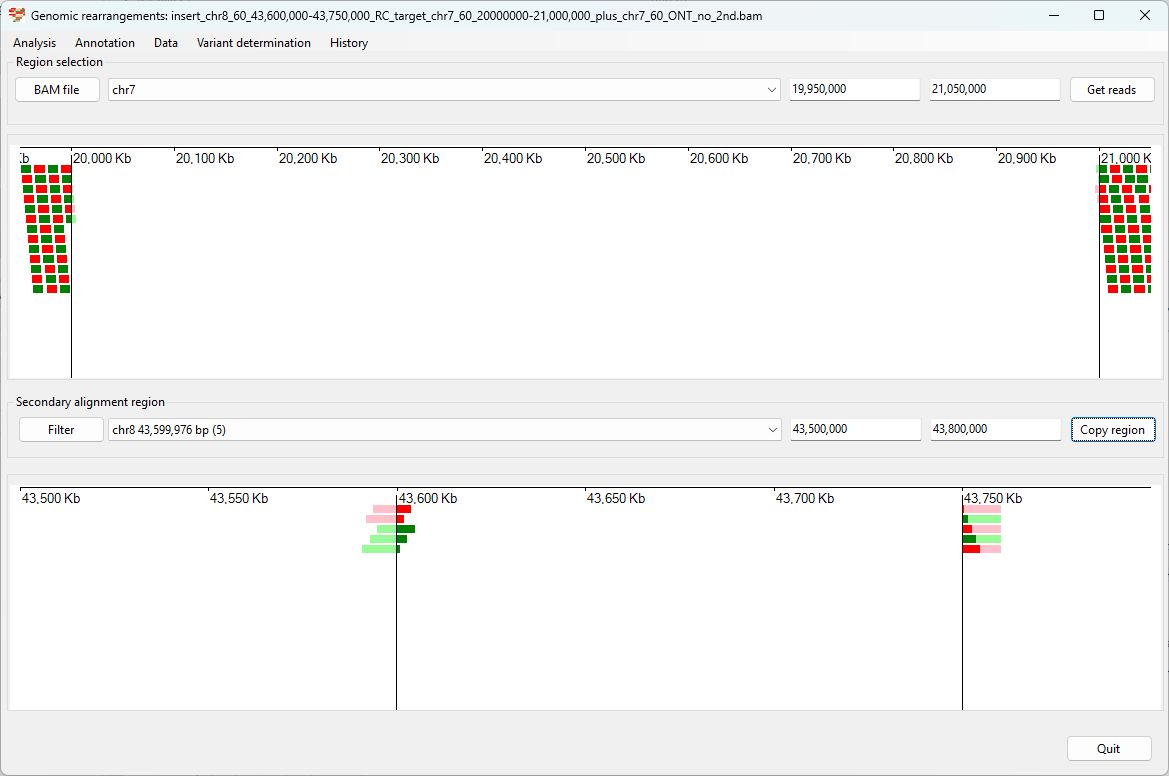 Genomic rearrangements: insert_chr8_60_43,600,000-43,750,000_RC_target_chr7_60_20000000-21,000,000_plus_chr7_60_ONT_no_2nd.bam
Analysis Annotation Data Variant determination History
Region selection
BAM file chr7 19,950,000 21,050,000 Get reads
b 20,000 Kb 20,100 Kb 20,200 Kb 20,300 Kb 20,400 Kb 20,500 Kb 20,600 Kb 20,700 Kb 20,800 Kb 20,900 Kb 21,000 K
Secondary alignment region
Filter chr8 43,599,976 bp (5) 43,500,000 43,800,000 Copy region
43,500 Kb 43,550 Kb 43,600 Kb 43,650 Kb 43,700 Kb 43,750 Kb
Quit